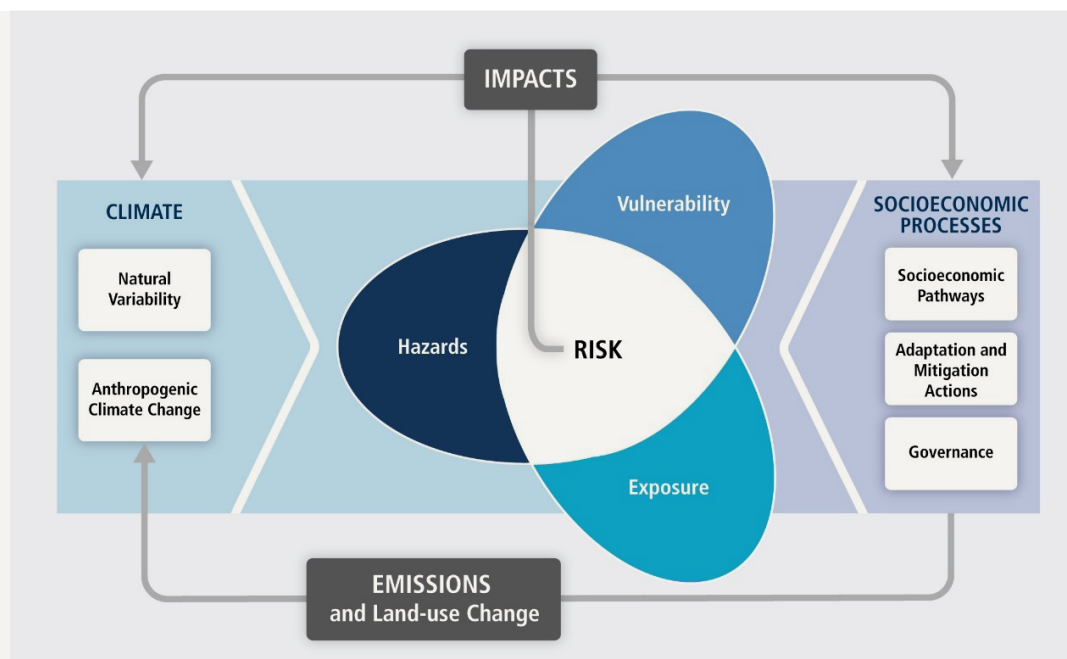 IMPACTS
CLIMATE
Natural
Variability
Anthropogenic
Climate Change
Vulnerability
Hazards
RISK
Exposure
SOCIOECONOMIC
PROCESSES
Socioeconomic
Pathways
Adaptation and
Mitigation
Actions
Governance
EMISSIONS
and Land-use Change